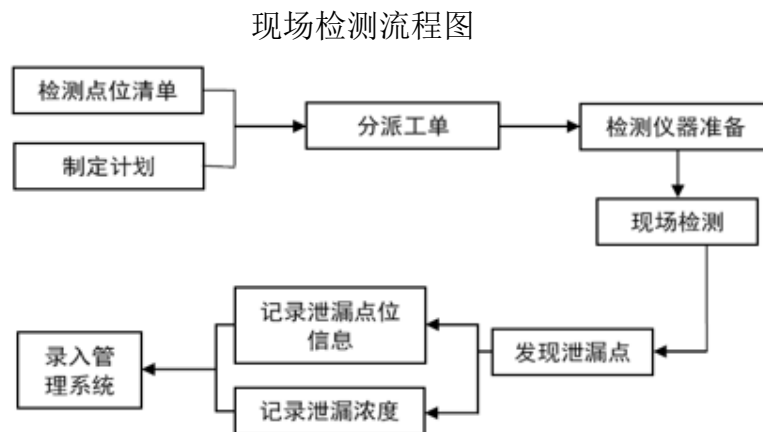 现场检测流程图
检测点位清单
制定计划
分派工单
检测仪器准备
现场检测
发现泄漏点
记录泄漏点位
信息
记录泄漏浓度
录入管
理系统